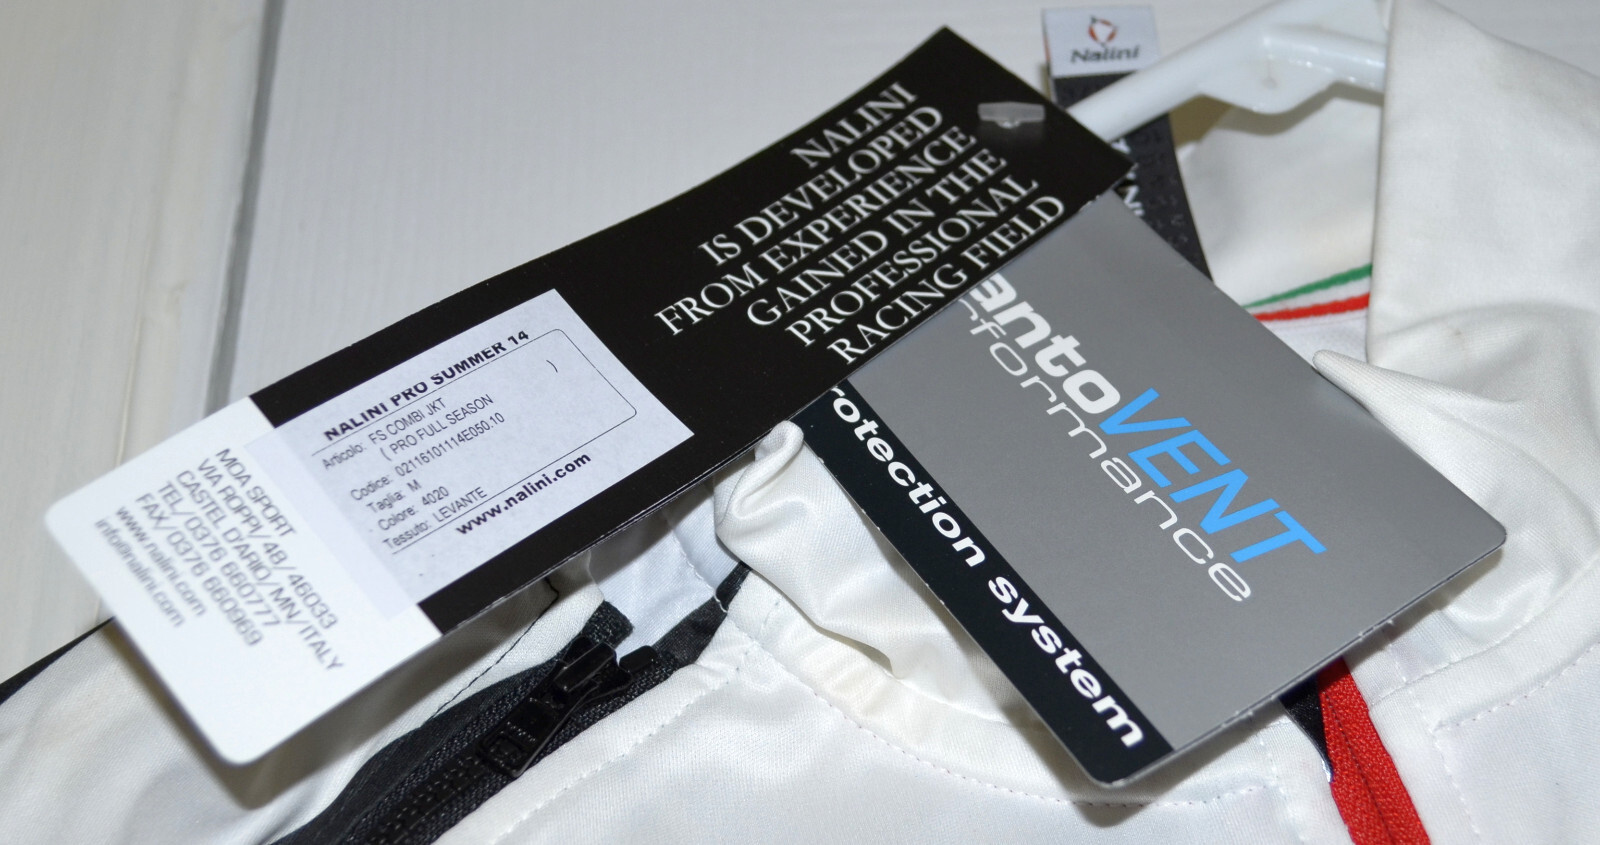 Nalini
NALINI
IS DEVELOPED
FROM EXPERIENCE
GAINED IN THE
PROFESSIONAL
RACING FIELD
NALINI PRO SUMMER 14
Articolo: FS COMBI JKT
( PRO FULL SEASON )
Codice: 02116101114E050.10
Taglia: M
Colore: 4020
Tessuto: LEVANTE
www.nalini.com
MOA SPORT
VIA ROPPI/48/46033
CASTEL D'ARIO/MN/ITALY
TEL/0376 660777
FAX/0376 660969
www.nalini.com
info@nalini.com
antoVENT
rformance
rotection system